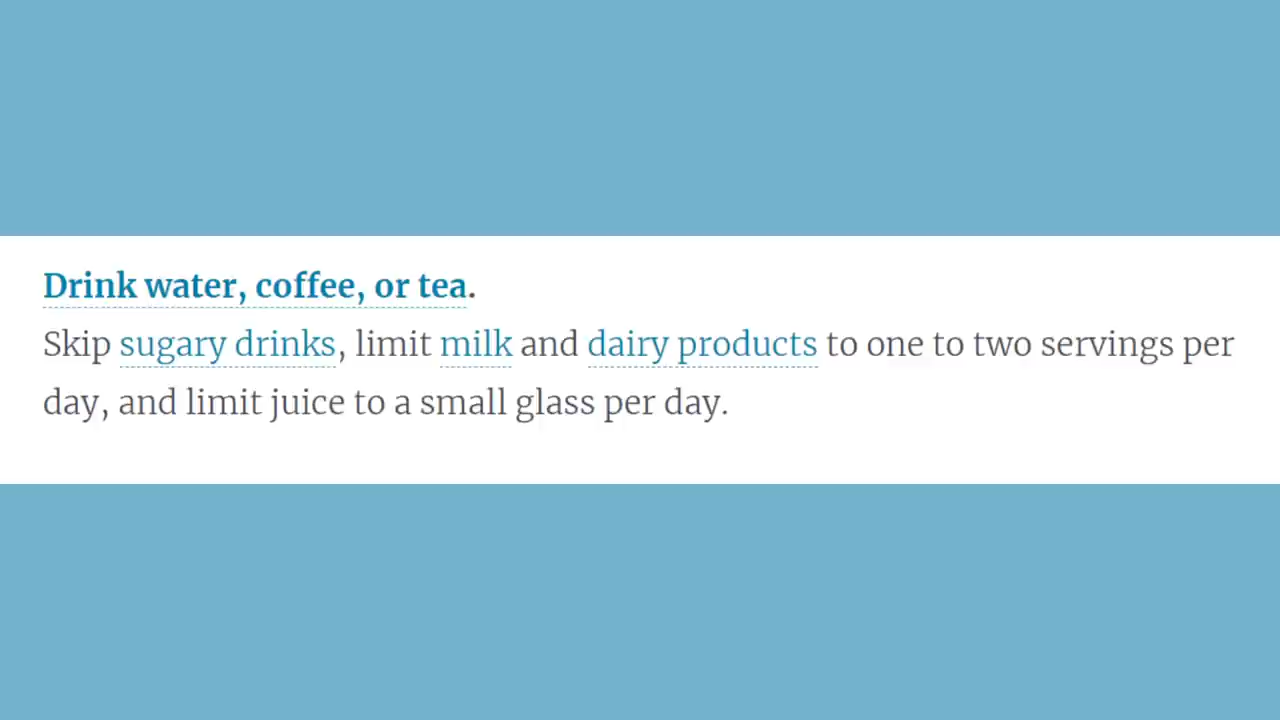 Drink water, coffee, or tea.
Skip sugary drinks, limit milk and dairy products to one to two servings per
day, and limit juice to a small glass per day.